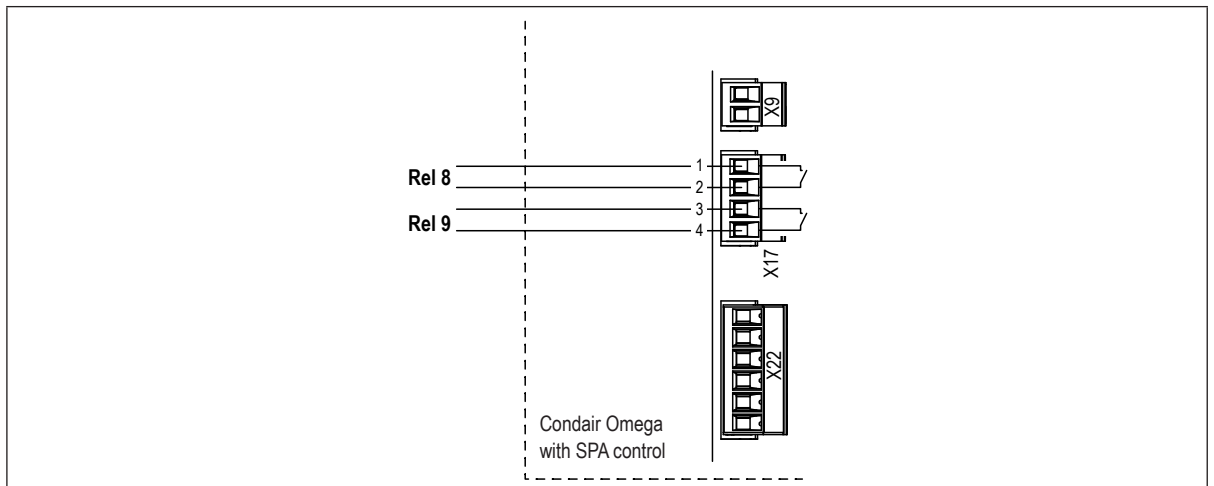 X9
Rel 8
1
2
Rel 9
3
4
X17
X22
Condair Omega
with SPA control